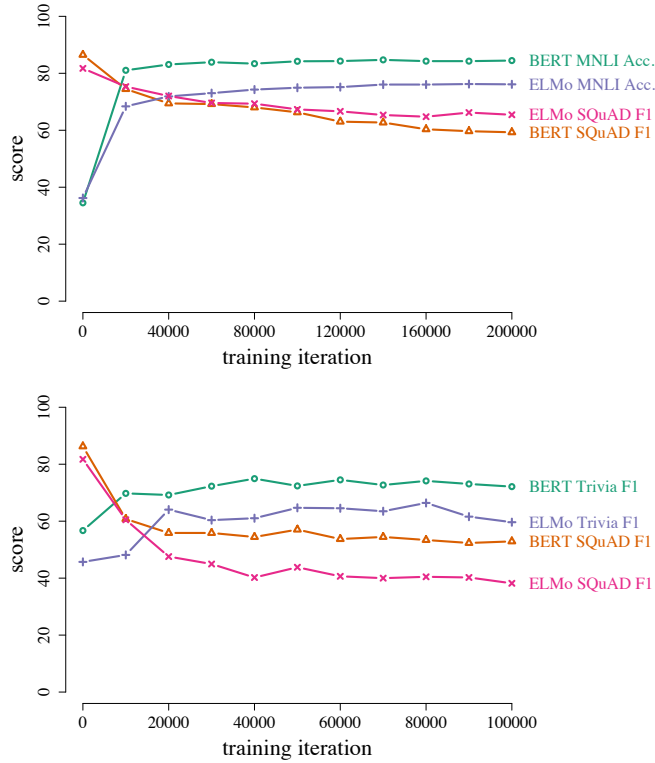 100
80
60
40
20
0
score
BERT MNLI Acc.
ELMo MNLI Acc.
ELMo SQuAD F1
BERT SQuAD F1
0 40000 80000 120000 160000 200000
training iteration
100
80
60
40
20
0
score
BERT Trivia F1
ELMo Trivia F1
BERT SQuAD F1
ELMo SQuAD F1
0 20000 40000 60000 80000 100000
training iteration